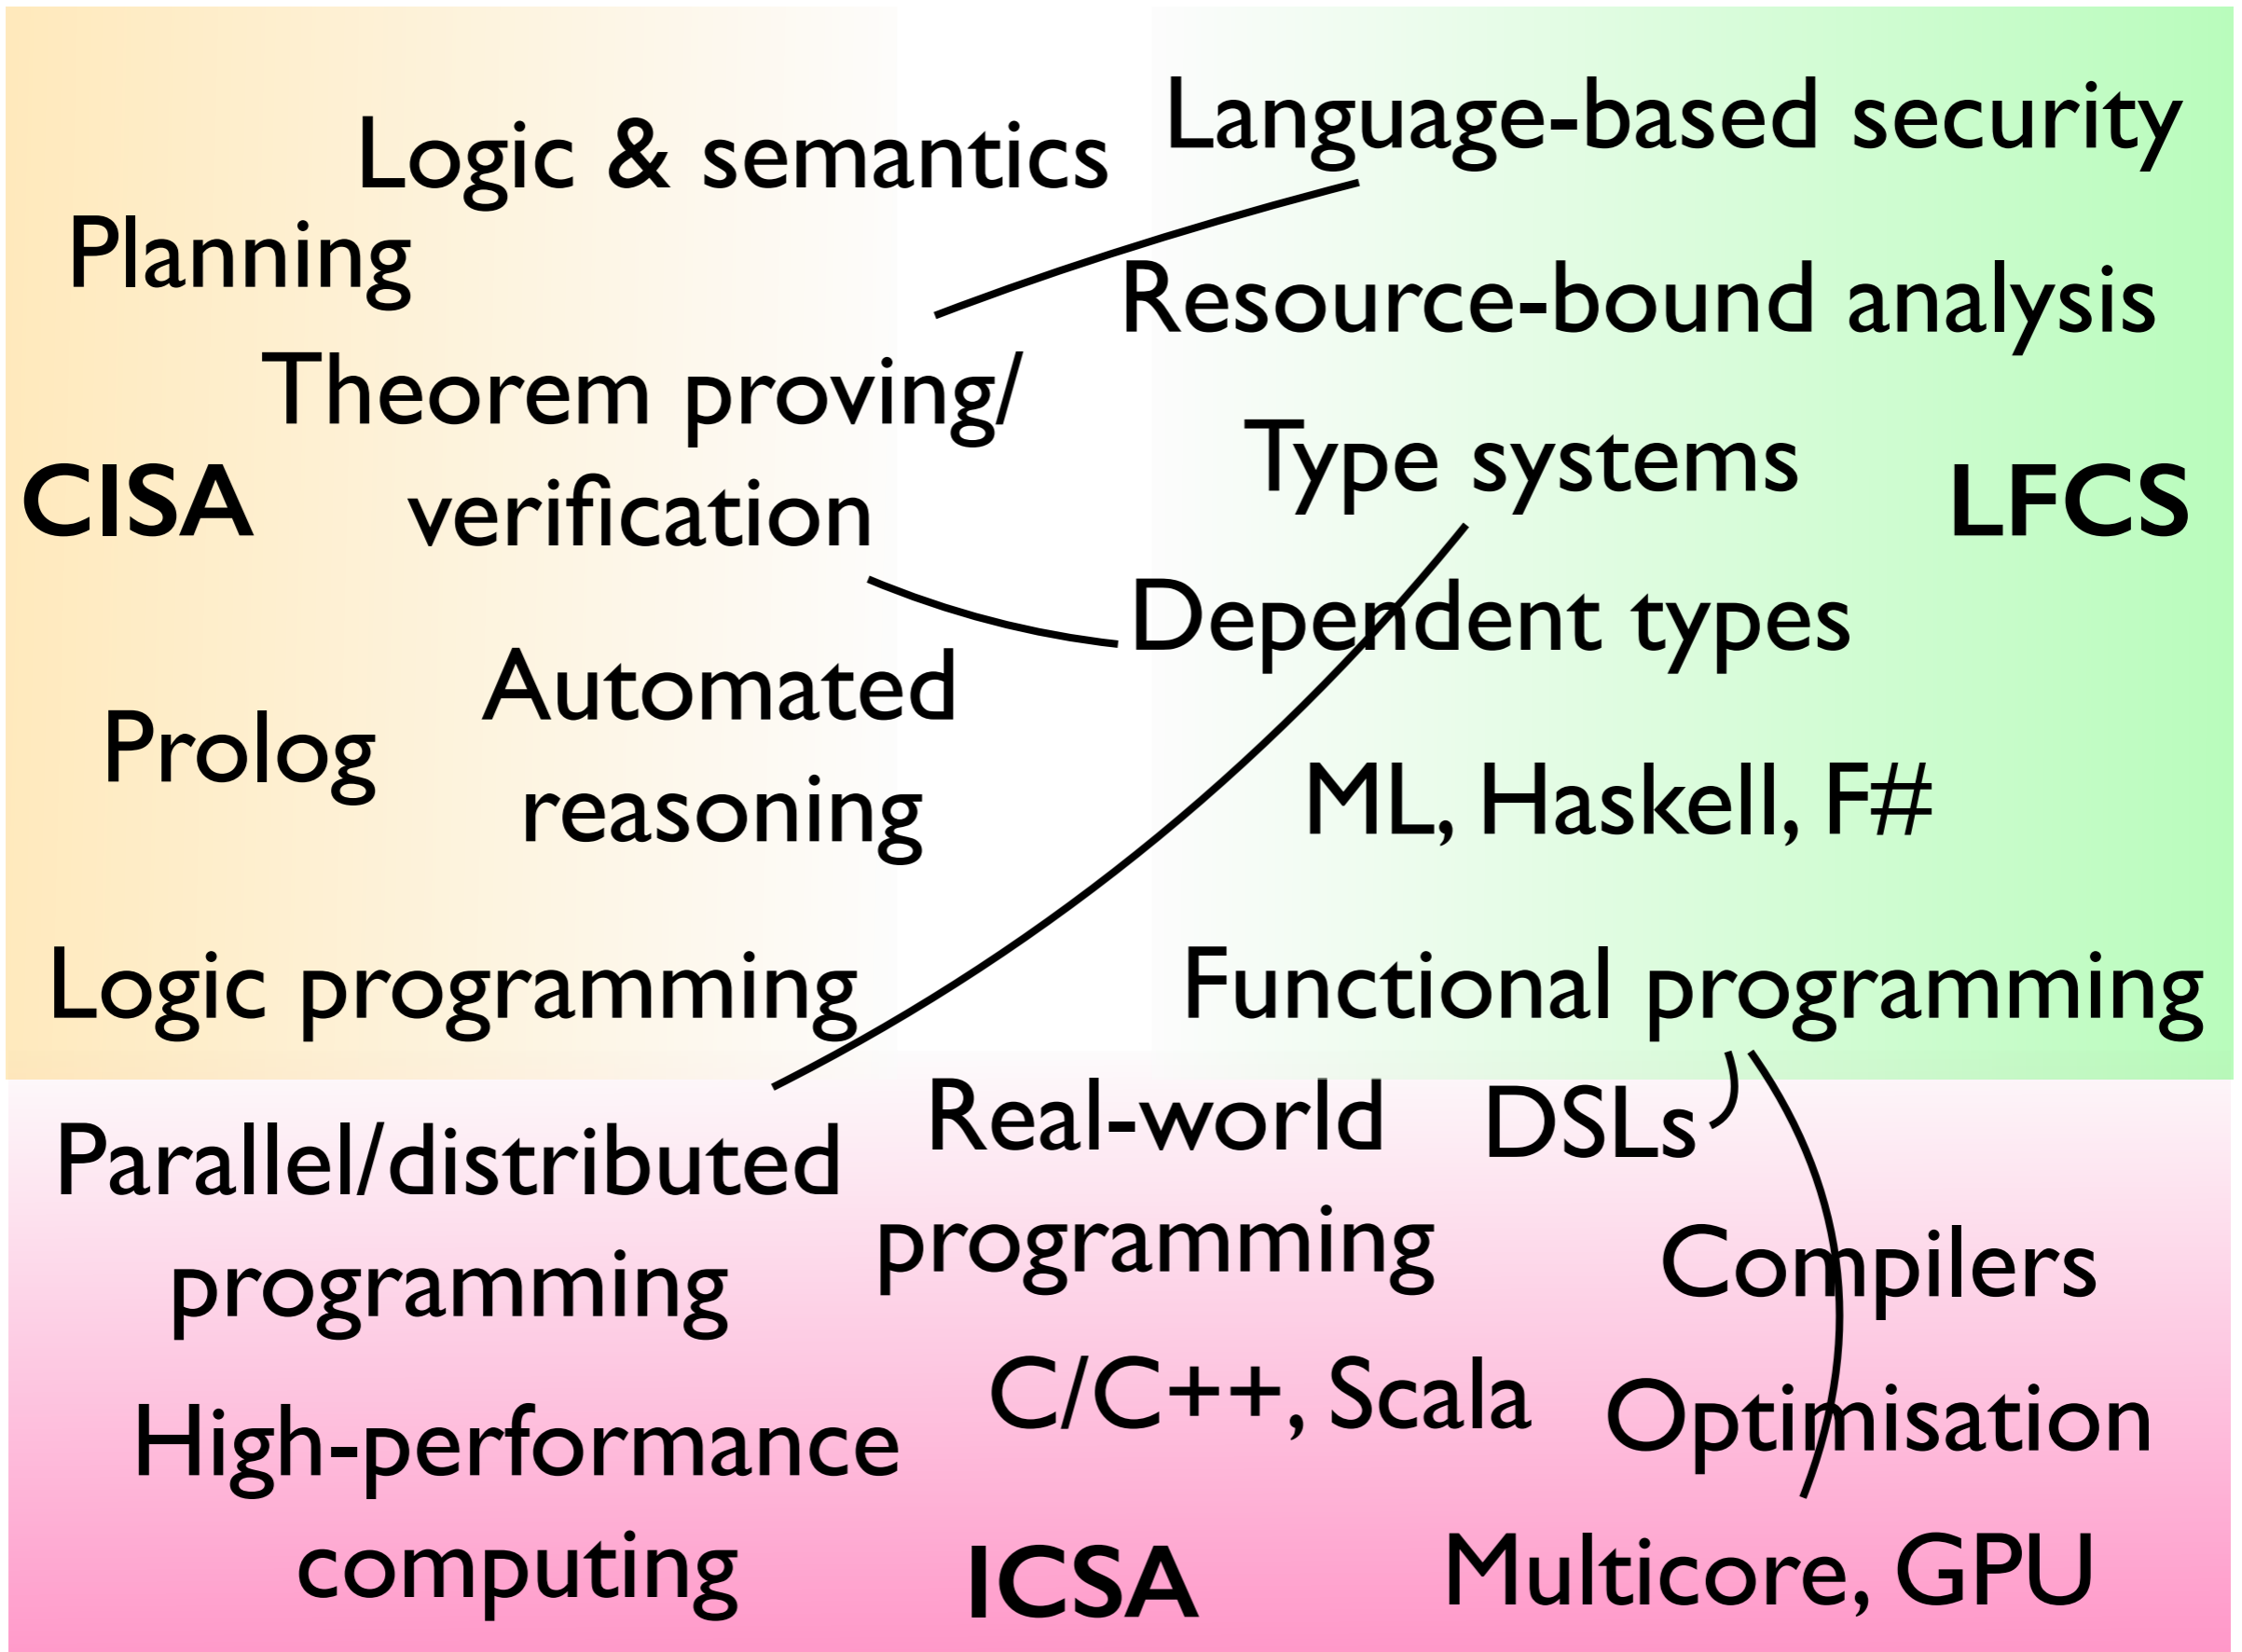 Logic & semantics
Language-based security
Planning
Resource-bound analysis
Theorem proving/
verification
Type systems
CISA
LFCS
Dependent types
Automated
reasoning
Prolog
ML, Haskell, F#
Logic programming
Functional programming
Parallel/distributed
programming
Real-world
programming
DSLs
Compilers
C/C++, Scala
Optimisation
High-performance
computing
ICSA
Multicore, GPU